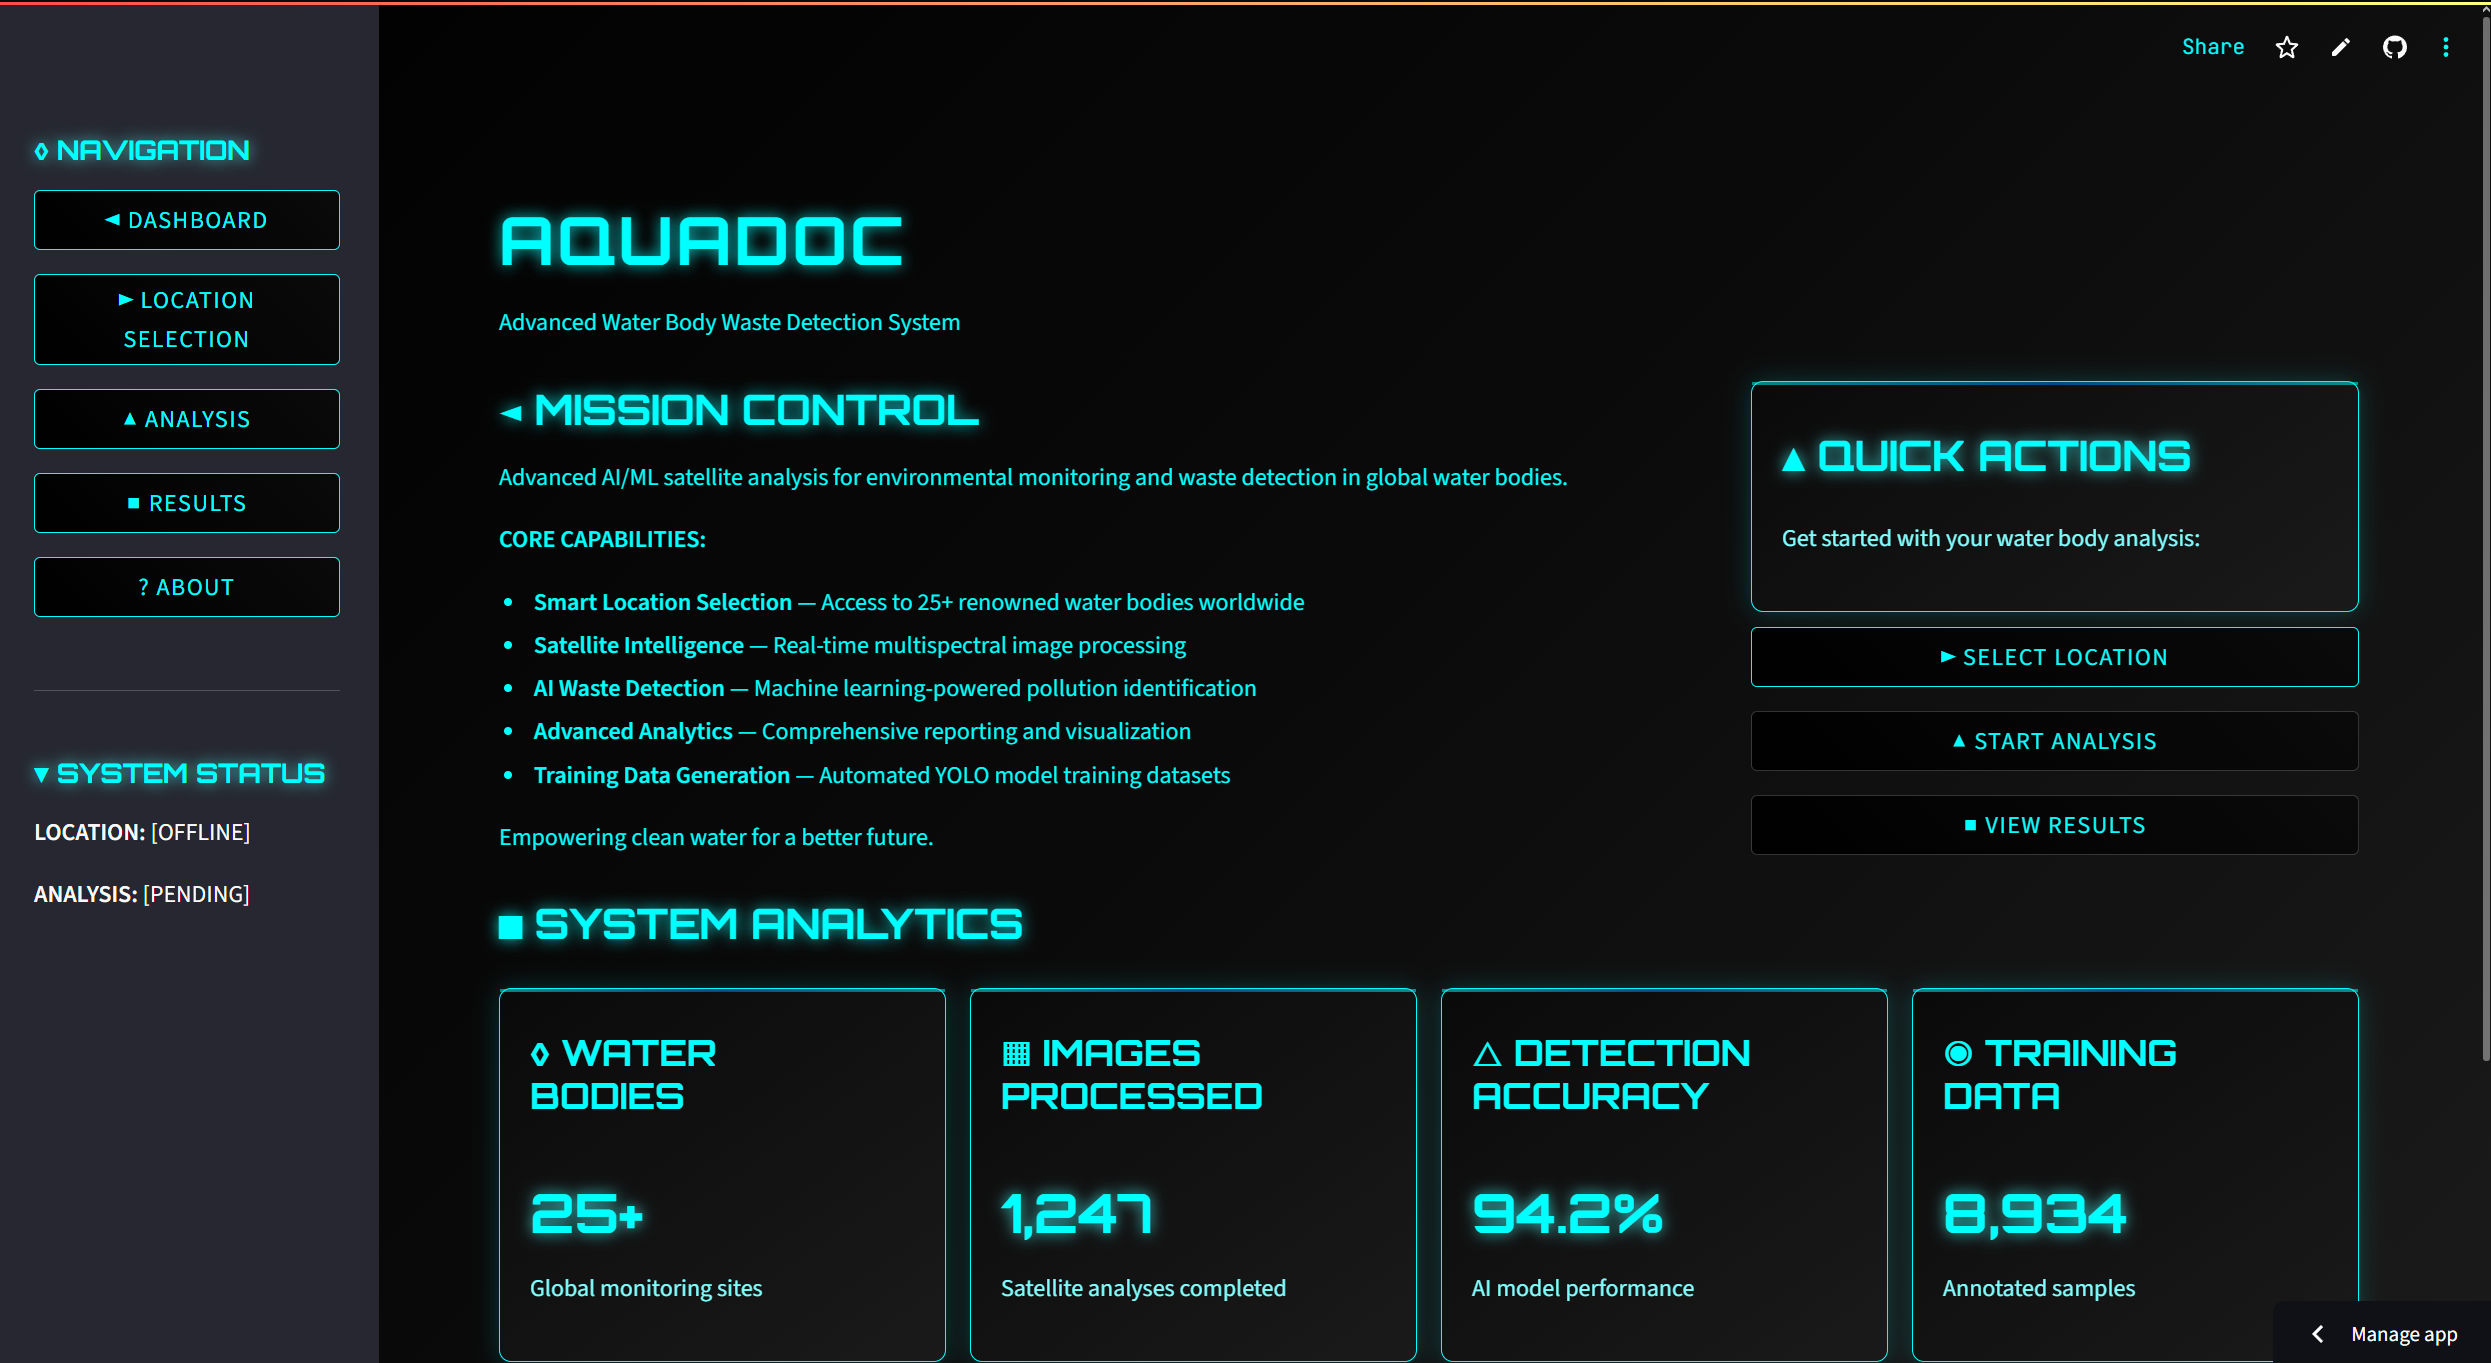 Share
◊ NAVIGATION
◄ DASHBOARD
► LOCATION
SELECTION
▲ ANALYSIS
■ RESULTS
? ABOUT
▼ SYSTEM STATUS
LOCATION: [OFFLINE]
ANALYSIS: [PENDING]
AQUADOC
Advanced Water Body Waste Detection System
◄ MISSION CONTROL
Advanced AI/ML satellite analysis for environmental monitoring and waste detection in global water bodies.
CORE CAPABILITIES:
• Smart Location Selection — Access to 25+ renowned water bodies worldwide
• Satellite Intelligence — Real-time multispectral image processing
• AI Waste Detection — Machine learning-powered pollution identification
• Advanced Analytics — Comprehensive reporting and visualization
• Training Data Generation — Automated YOLO model training datasets
Empowering clean water for a better future.
▲ QUICK ACTIONS
Get started with your water body analysis:
► SELECT LOCATION
▲ START ANALYSIS
■ VIEW RESULTS
■ SYSTEM ANALYTICS
◊ WATER
BODIES
25+
Global monitoring sites
▦ IMAGES
PROCESSED
1,247
Satellite analyses completed
△ DETECTION
ACCURACY
94.2%
AI model performance
◉ TRAINING
DATA
8,934
Annotated samples
Manage app